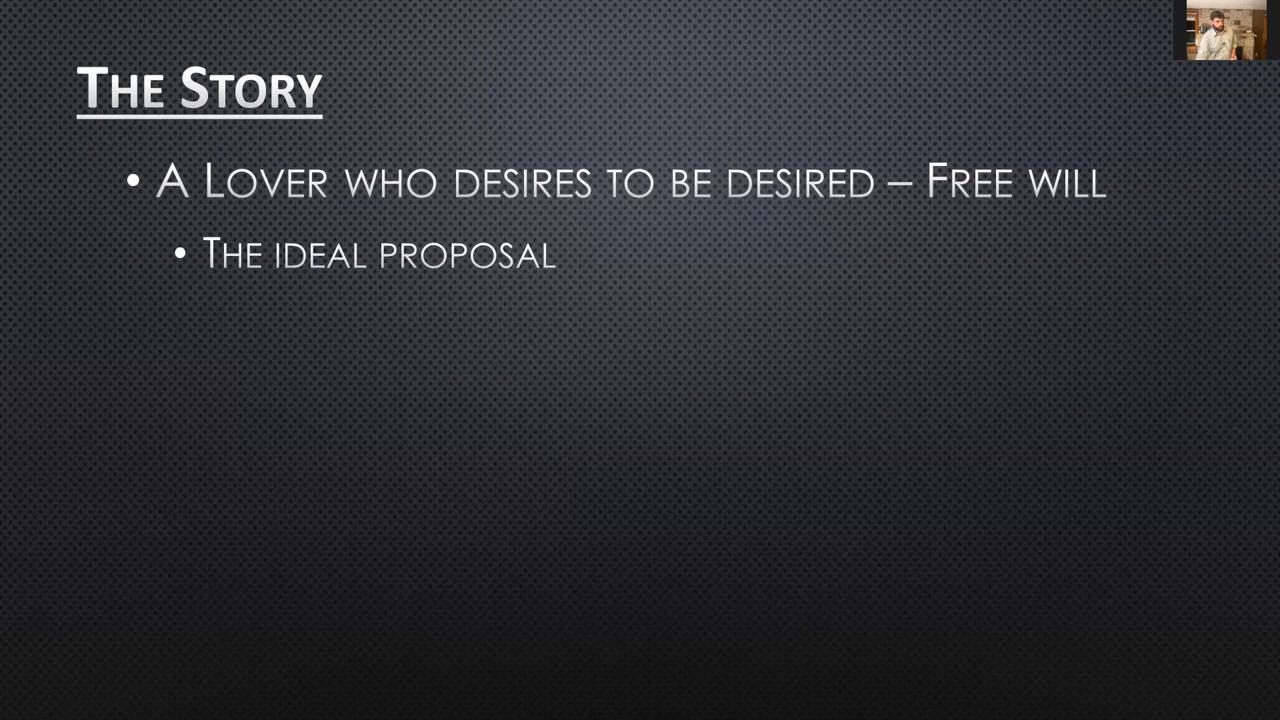 The Story
• A Lover who desires to be desired – Free will
• The ideal proposal